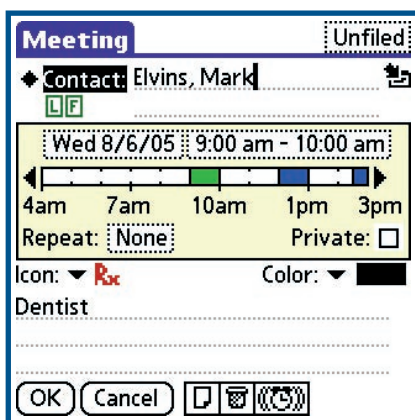 Meeting Unfiled
Contact: Elvins, Mark
L F
Wed 8/6/05 9:00 am - 10:00 am
4am 7am 10am 1pm 3pm
Repeat: None Private:
Icon: Rx Color:
Dentist
OK Cancel